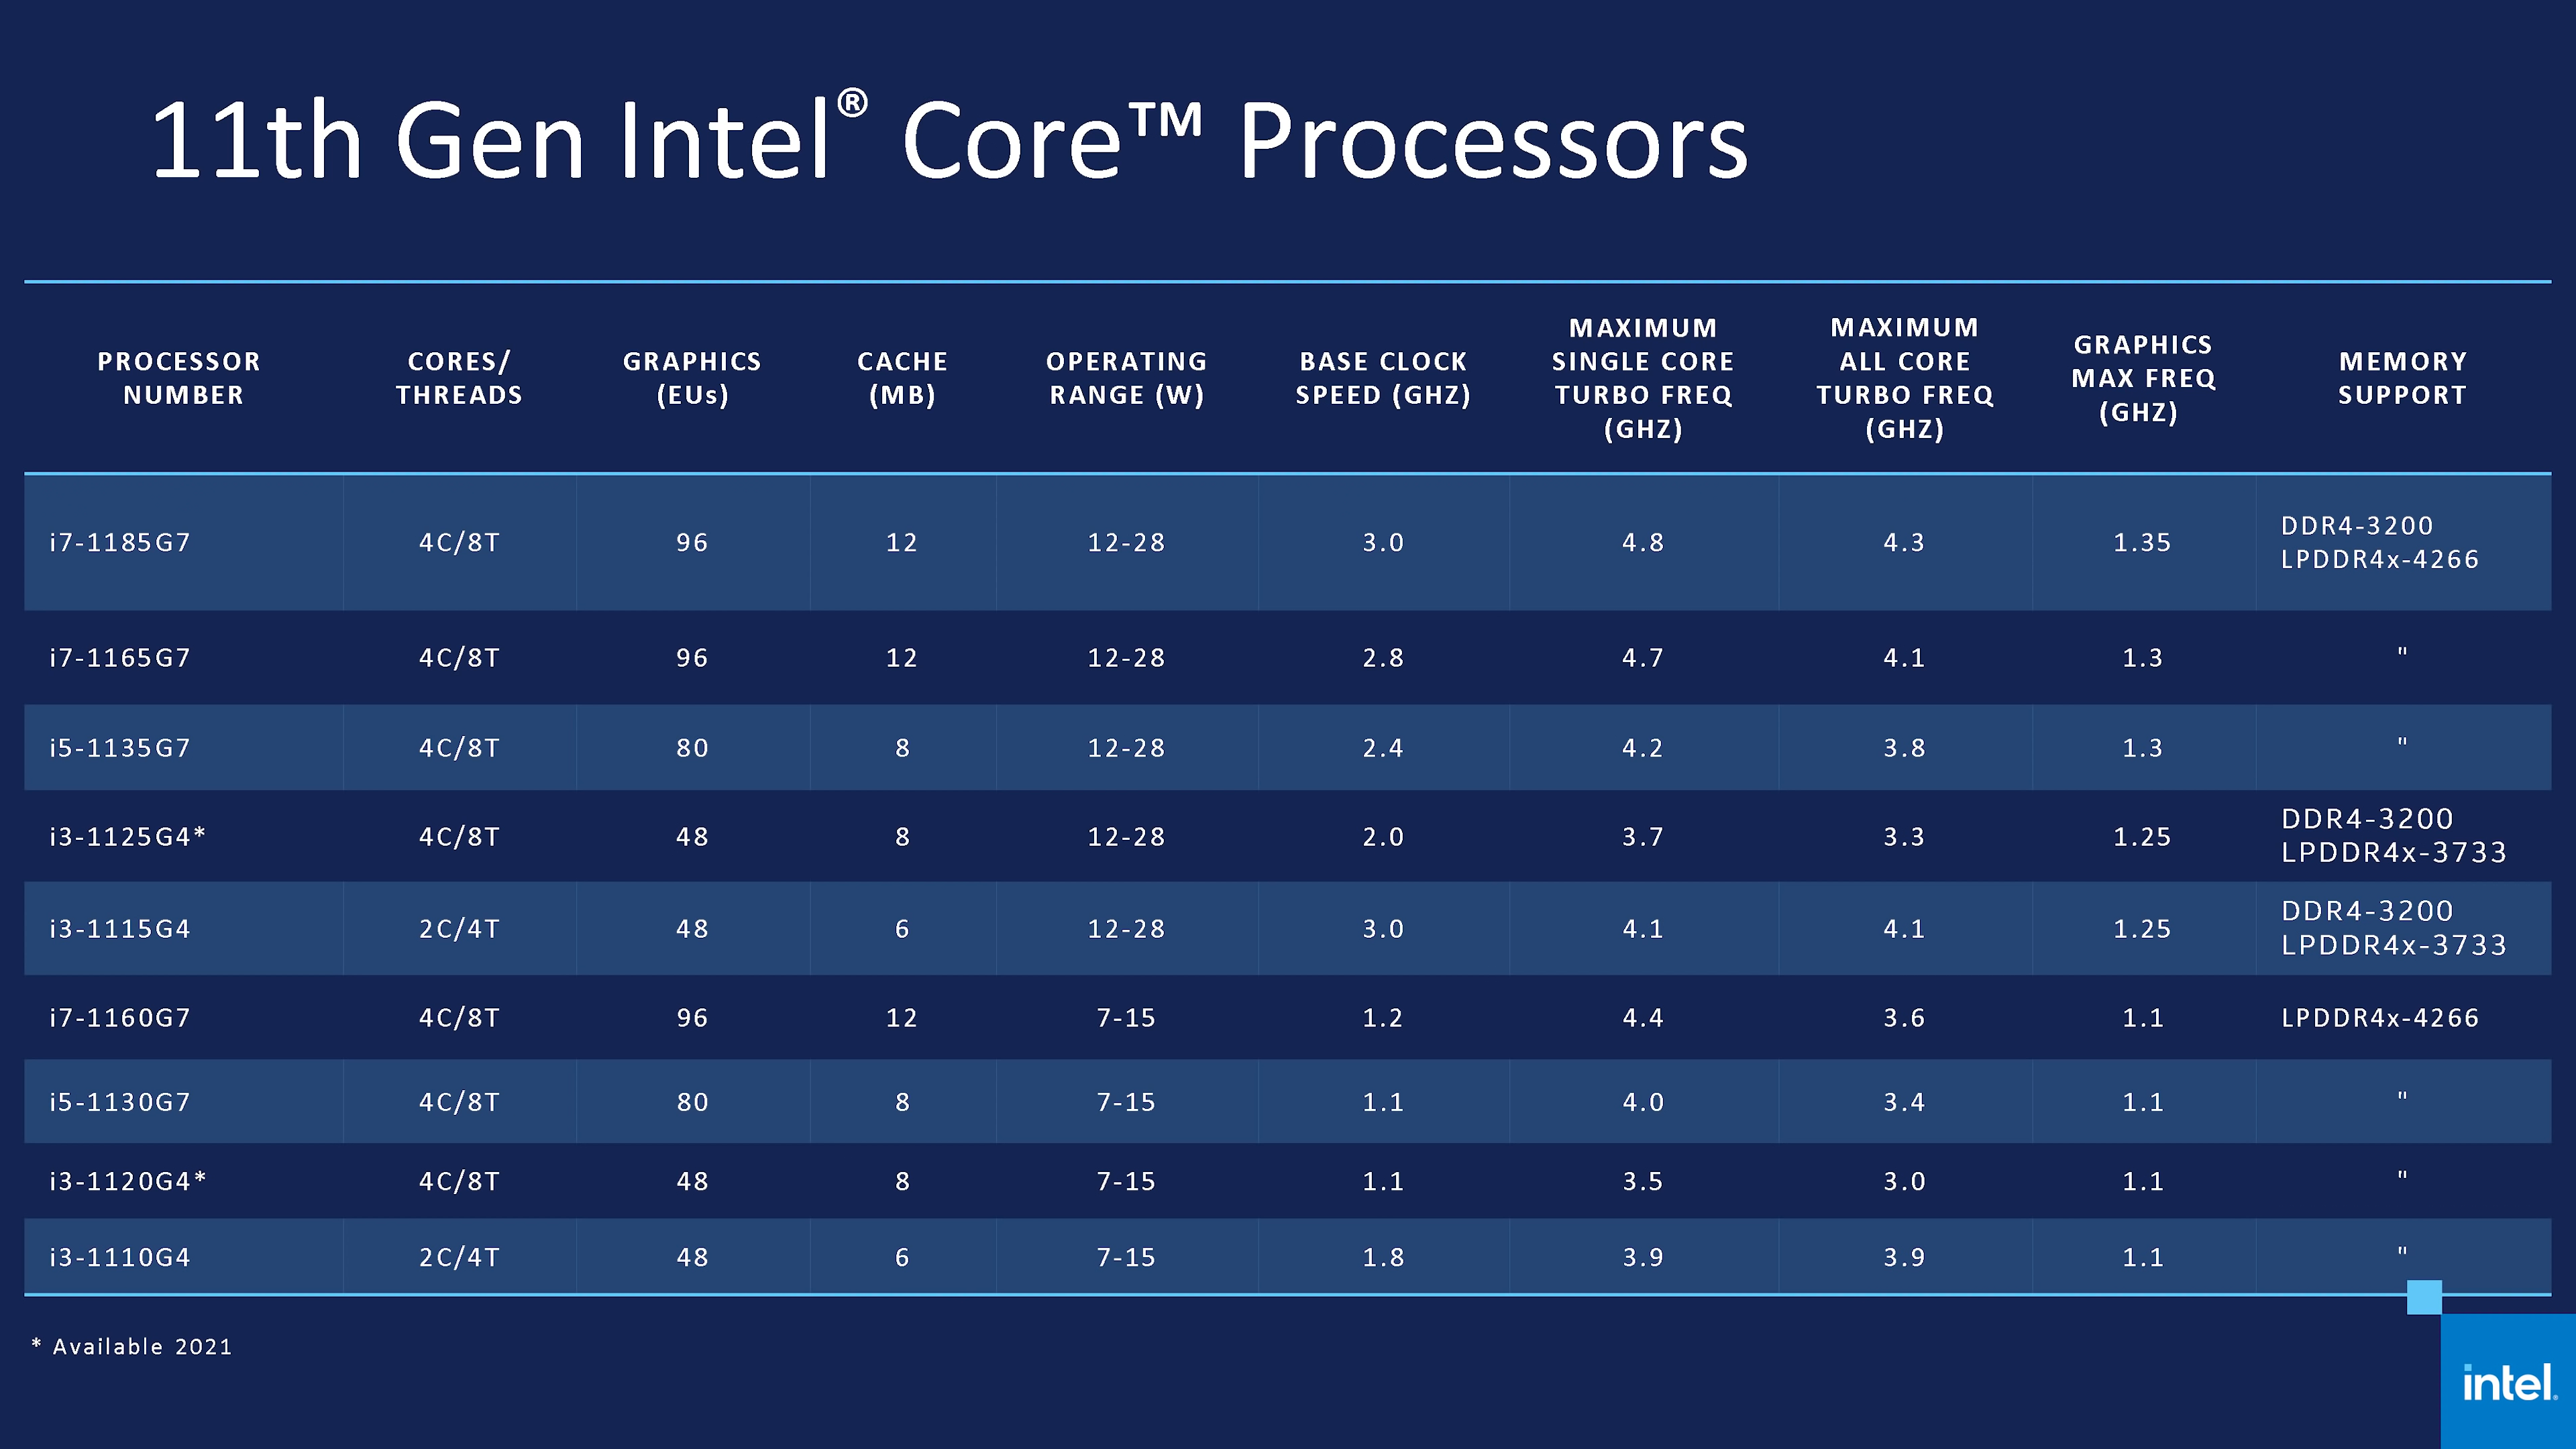 11th Gen Intel® Core™ Processors
PROCESSOR NUMBER CORES/ THREADS GRAPHICS (EUs) CACHE (MB) OPERATING RANGE (W) BASE CLOCK SPEED (GHZ) MAXIMUM SINGLE CORE TURBO FREQ (GHZ) MAXIMUM ALL CORE TURBO FREQ (GHZ) GRAPHICS MAX FREQ (GHZ) MEMORY SUPPORT
i7-1185G7 4C/8T 96 12 12-28 3.0 4.8 4.3 1.35 DDR4-3200 LPDDR4x-4266
i7-1165G7 4C/8T 96 12 12-28 2.8 4.7 4.1 1.3 "
i5-1135G7 4C/8T 80 8 12-28 2.4 4.2 3.8 1.3 "
i3-1125G4* 4C/8T 48 8 12-28 2.0 3.7 3.3 1.25 DDR4-3200 LPDDR4x-3733
i3-1115G4 2C/4T 48 6 12-28 3.0 4.1 4.1 1.25 DDR4-3200 LPDDR4x-3733
i7-1160G7 4C/8T 96 12 7-15 1.2 4.4 3.6 1.1 LPDDR4x-4266
i5-1130G7 4C/8T 80 8 7-15 1.1 4.0 3.4 1.1 "
i3-1120G4* 4C/8T 48 8 7-15 1.1 3.5 3.0 1.1 "
i3-1110G4 2C/4T 48 6 7-15 1.8 3.9 3.9 1.1 "
* Available 2021
intel.